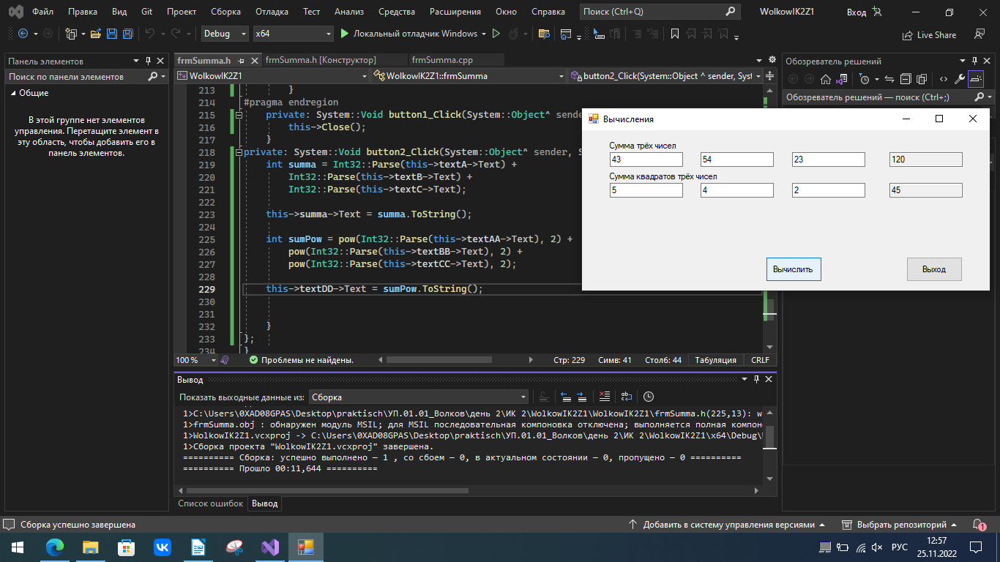 Файл Правка Вид Git Проект Сборка Отладка Тест Анализ Средства Расширения Окно Справка Поиск (Ctrl+Q) WolkowIK2Z1 Вход
Debug x64 Локальный отладчик Windows Live Share
Панель элементов
Поиск по панели элементов
Общие
В этой группе нет элементов
управления. Перетащите элемент в
эту область, чтобы добавить его в
панель элементов.
frmSumma.h frmSumma.h [Конструктор] frmSumma.cpp
WolkowIK2Z1 WolkowIK2Z1::frmSumma button2_Click(System::Object ^ sender, Syst
213 }
214 #pragma endregion
215 private: System::Void button1_Click(System::Object^ sende
216 this->Close();
217 }
218 private: System::Void button2_Click(System::Object^ sender, S
219 int summa = Int32::Parse(this->textA->Text) +
220 Int32::Parse(this->textB->Text) +
221 Int32::Parse(this->textC->Text);
222
223 this->summa->Text = summa.ToString();
224
225 int sumPow = pow(Int32::Parse(this->textAA->Text), 2) +
226 pow(Int32::Parse(this->textBB->Text), 2) +
227 pow(Int32::Parse(this->textCC->Text), 2);
228
229 this->textDD->Text = sumPow.ToString();
230
231
232 }
233 };
234 }
100 % Проблемы не найдены. Стр: 229 Симв: 41 Столб: 44 Табуляция CRLF
Обозреватель решений
Обозреватель решений — поиск (Ctrl+;)
Вычисления
Сумма трёх чисел
43 54 23 120
Сумма квадратов трёх чисел
5 4 2 45
Вычислить Выход
Вывод
Показать выходные данные из: Сборка
1>C:\Users\0XAD08GPAS\Desktop\praktisch\УП.01.01_Волков\день 2\ИК 2\WolkowIK2Z1\WolkowIK2Z1\frmSumma.h(225,13): w
1>frmSumma.obj : обнаружен модуль MSIL; для MSIL последовательная компоновка отключена; выполняется полная компон
1>WolkowIK2Z1.vcxproj -> C:\Users\0XAD08GPAS\Desktop\praktisch\УП.01.01_Волков\день 2\ИК 2\WolkowIK2Z1\x64\Debug\
1>Сборка проекта "WolkowIK2Z1.vcxproj" завершена.
========== Сборка: успешно выполнено — 1 , со сбоем — 0, в актуальном состоянии — 0, пропущено — 0 ==========
========== Прошло 00:11,644 ==========
Список ошибок Вывод
Сборка успешно завершена Добавить в систему управления версиями Выбрать репозиторий 1
РУС 12:57
25.11.2022